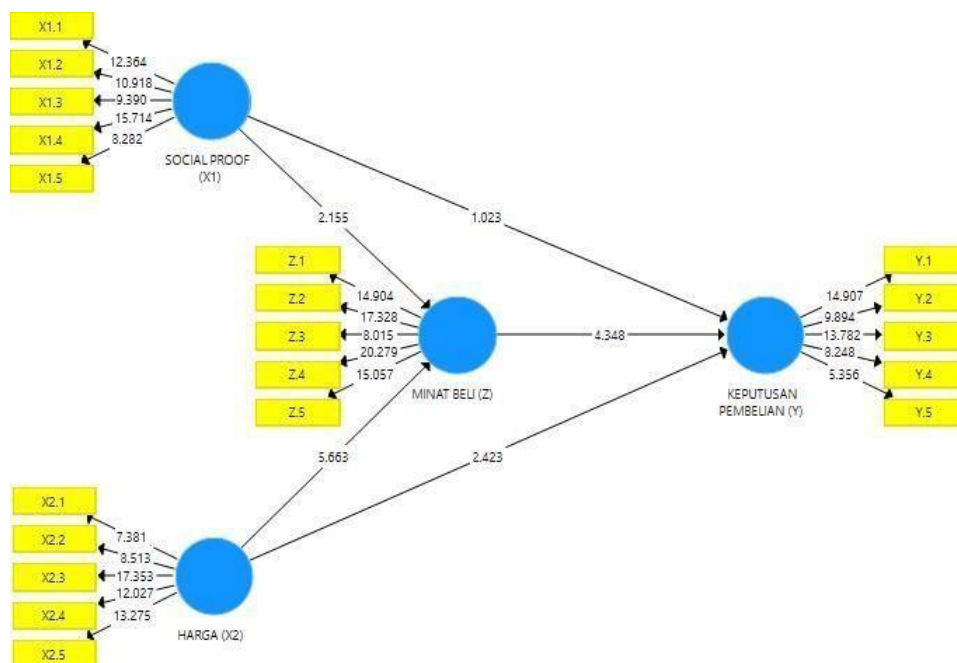 X1.1
X1.2
X1.3
X1.4
X1.5
12.364
10.918
9.390
15.714
8.282
SOCIAL PROOF
(X1)
2.155
1.023
Z.1
Z.2
Z.3
Z.4
Z.5
14.904
17.328
8.015
20.279
15.057
MINAT BELI (Z)
4.348
Y.1
Y.2
Y.3
Y.4
Y.5
14.907
9.894
13.782
8.248
5.356
KEPUTUSAN
PEMBELIAN (Y)
5.663
2.423
X2.1
X2.2
X2.3
X2.4
X2.5
7.381
8.513
17.353
12.027
13.275
HARGA (X2)